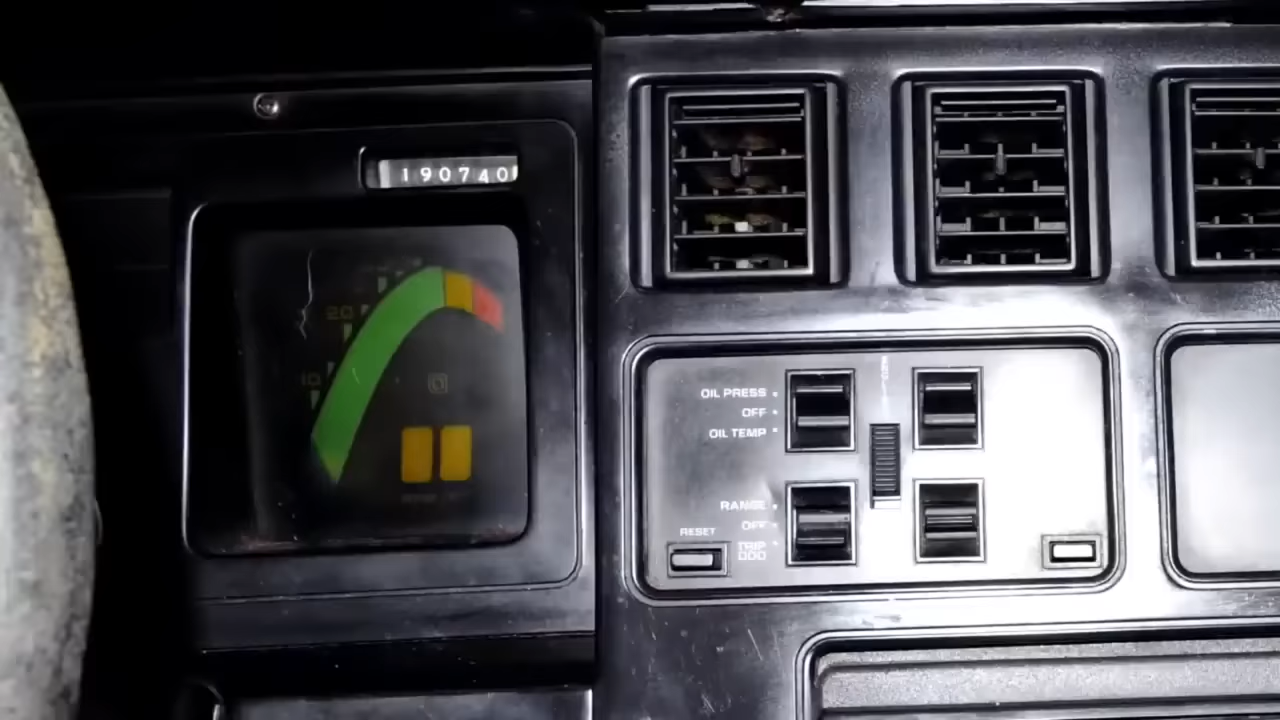 190740
20
10
OIL PRESS
OFF
OIL TEMP
RANGE
OFF
RESET
TRIP
ODO